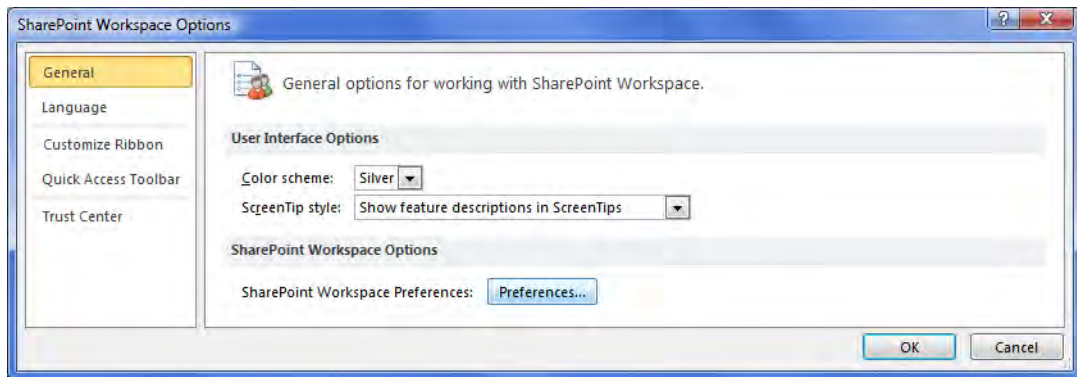 SharePoint Workspace Options
General
Language
Customize Ribbon
Quick Access Toolbar
Trust Center
General options for working with SharePoint Workspace.
User Interface Options
Color scheme: Silver
ScreenTip style: Show feature descriptions in ScreenTips
SharePoint Workspace Options
SharePoint Workspace Preferences: Preferences...
OK Cancel